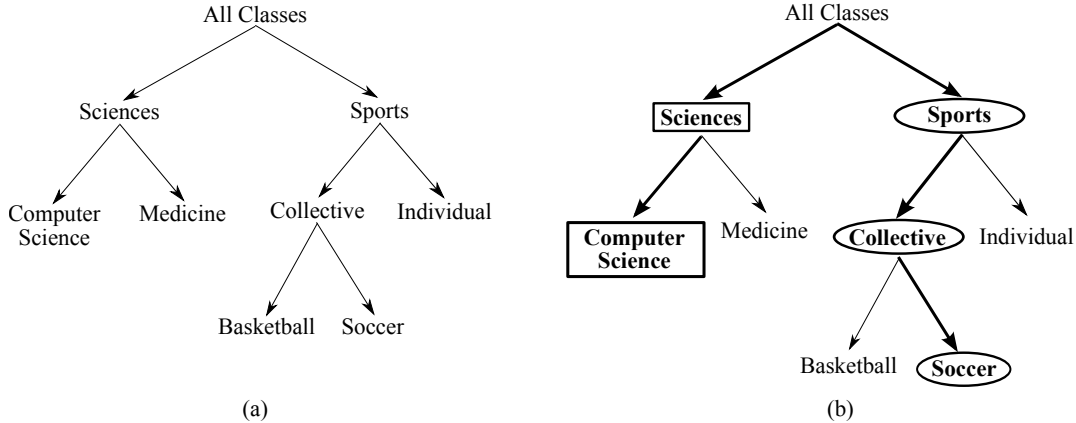 All Classes
Sciences
Sports
Computer
Science
Medicine
Collective
Individual
Basketball
Soccer
(a)
All Classes
Sciences
Sports
Computer
Science
Medicine
Collective
Individual
Basketball
Soccer
(b)